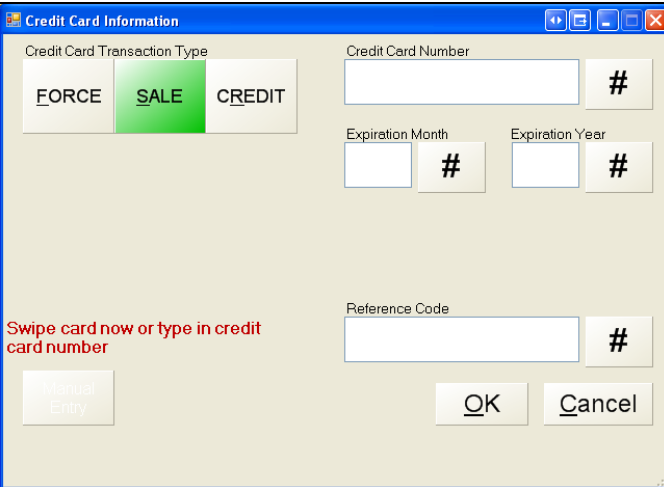 Credit Card Information
Credit Card Transaction Type
FORCE
SALE
CREDIT
Credit Card Number
#
Expiration Month
#
Expiration Year
#
Swipe card now or type in credit
card number
Manual
Entry
Reference Code
#
OK
Cancel